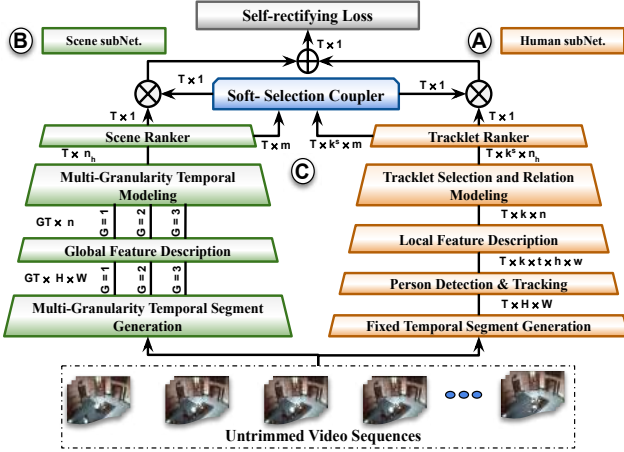 Self-rectifying Loss
B
Scene subNet.
A
Human subNet.
T × 1
T × 1
Soft- Selection Coupler
T × 1
T × 1
T × 1
Scene Ranker
T × m
T × kˢ × m
Tracklet Ranker
T × n_h
C
T × kˢ × n_h
Multi-Granularity Temporal
Modeling
Tracklet Selection and Relation
Modeling
GT × n
G = 1
G = 2
G = 3
T × k × n
Global Feature Description
Local Feature Description
GT × H × W
G = 1
G = 2
G = 3
T × k × t × h × w
Person Detection & Tracking
T × H × W
Multi-Granularity Temporal Segment
Generation
Fixed Temporal Segment Generation
Untrimmed Video Sequences